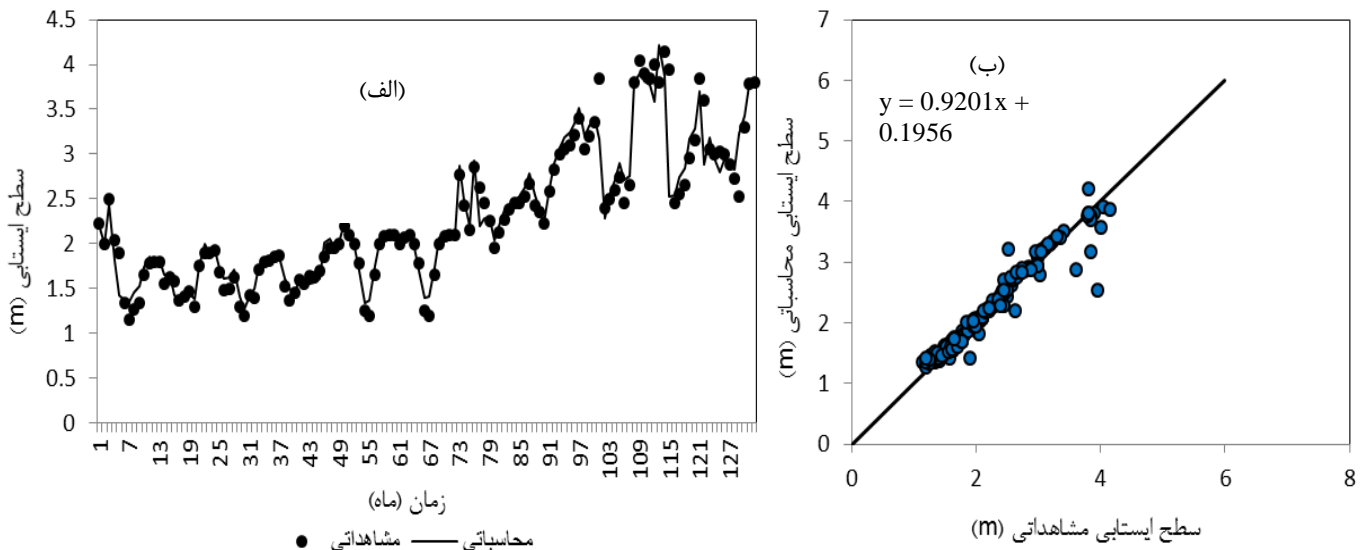 4.5
4
3.5
3
2.5
2
1.5
1
0.5
0
سطح ایستابی (m)
(الف)
1 7 13 19 25 31 37 43 49 55 61 67 73 79 85 91 97 103 109 115 121 127
زمان (ماه)
محاسباتی
مشاهداتی
7
6
5
4
3
2
1
0
سطح ایستابی محاسباتی (m)
(ب)
y = 0.9201x +
0.1956
0 2 4 6 8
سطح ایستابی مشاهداتی (m)